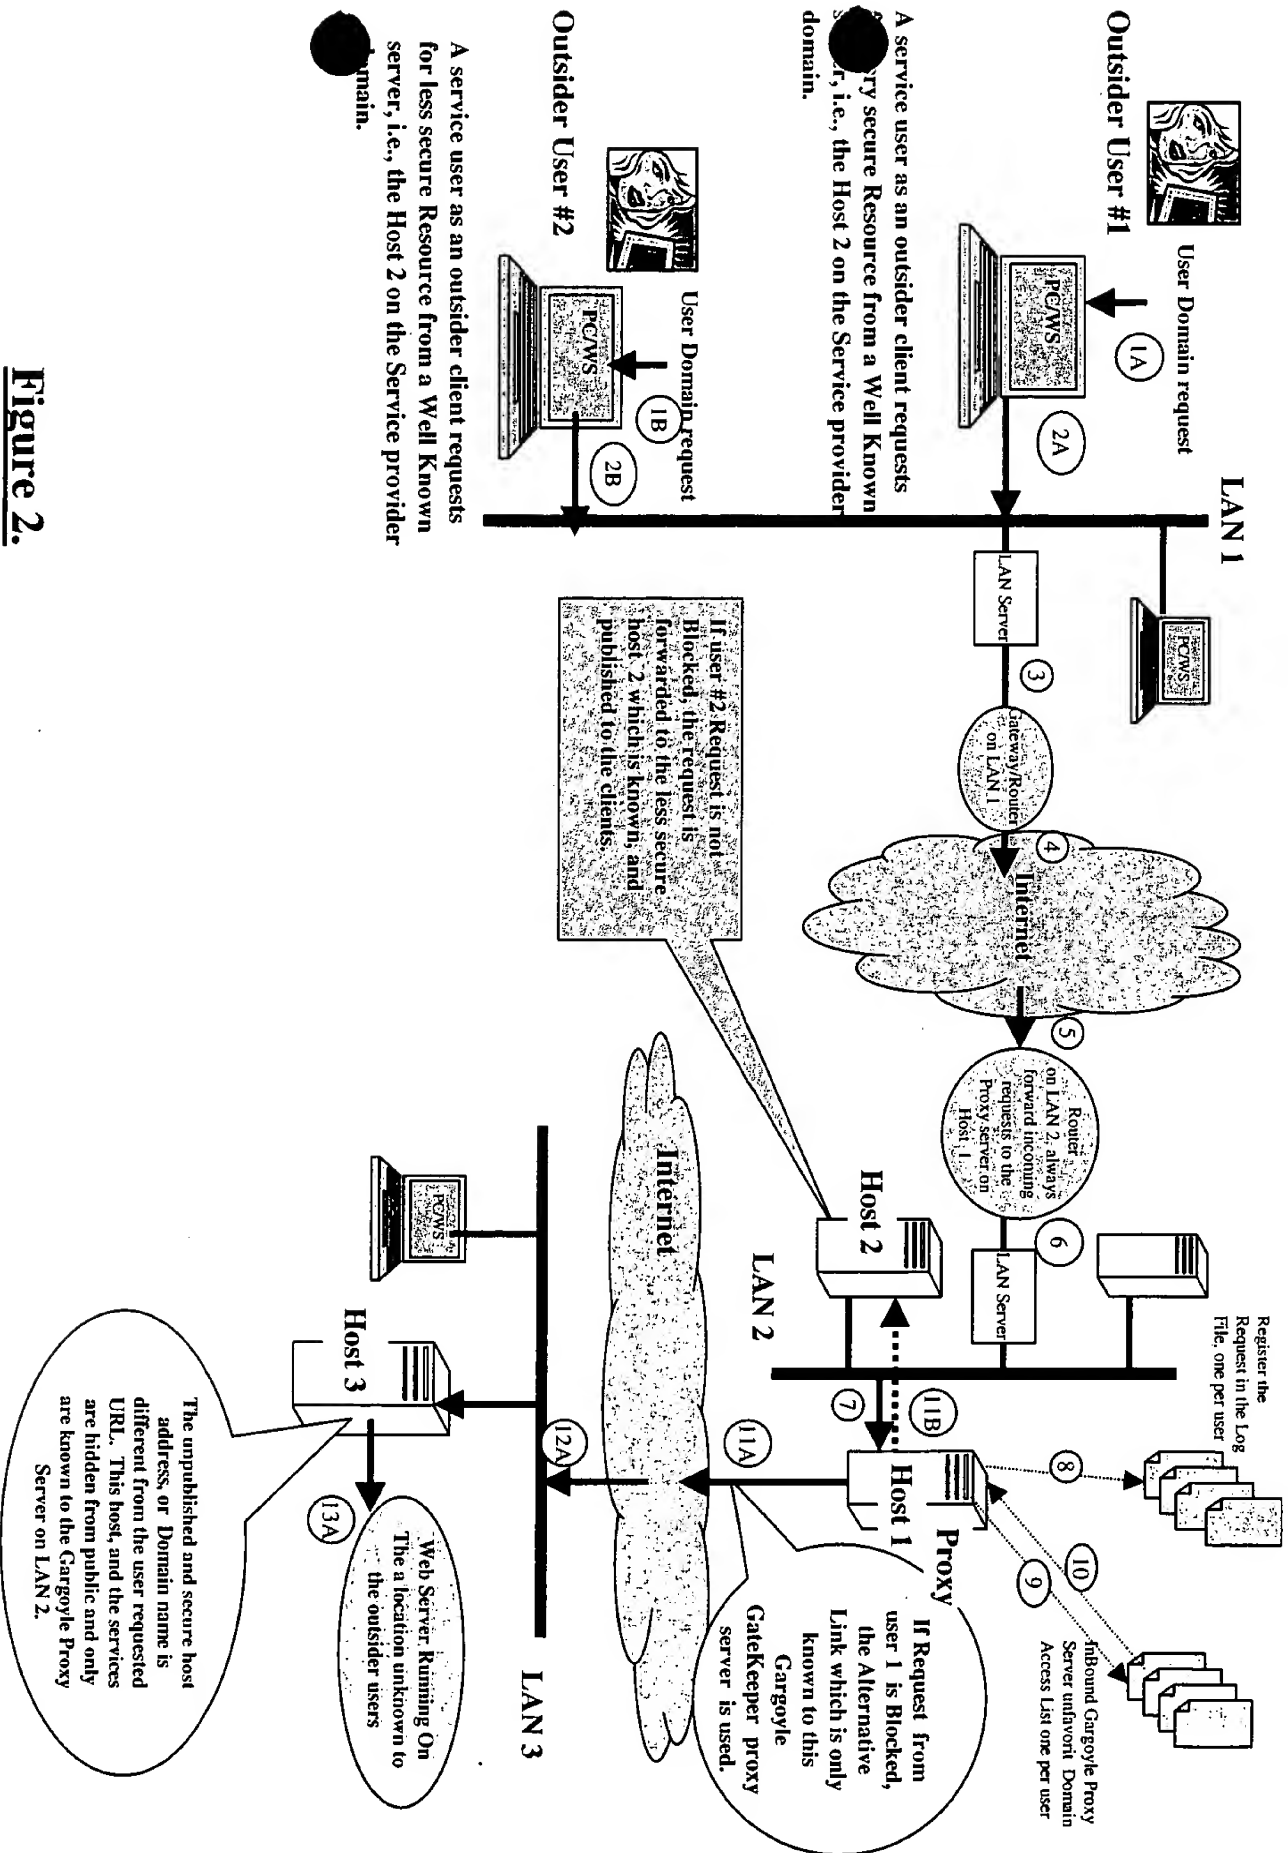 LAN 1
User Domain request
1A
PC/WS
2A
Outsider User #1
A service user as an outsider client requests
ry secure Resource from a Well Known
r, i.e., the Host 2 on the Service provider
domain.
PC/WS
LAN Server
3
Gateway/Router
on LAN 1
4
Internet
5
Router
on LAN 2, always
forward incoming
requests to the
Proxy server on
Host 1
6
LAN Server
Register the
Request in the Log
File, one per user
8
InBound Gargoyle Proxy
Server unfavorit Domain
Access List one per user
10
9
User Domain request
1B
PC/WS
2B
Outsider User #2
A service user as an outsider client requests
for less secure Resource from a Well Known
server, i.e., the Host 2 on the Service provider
main.
If user #2 Request is not
Blocked, the request is
forwarded to the less secure
host 2 which is known, and
published to the clients.
Host 2
LAN 2
7
11B
Proxy
Host 1
11A
If Request from
user 1 is Blocked,
the Alternative
Link which is only
known to this
Gargoyle
GateKeeper proxy
server is used.
Internet
12A
LAN 3
PC/WS
Host 3
13A
Web Server Running On
The a location unknown to
the outsider users
The unpublished and secure host
address, or Domain name is
different from the user requested
URL. This host, and the services
are hidden from public and only
are known to the Gargoyle Proxy
Server on LAN 2.
Figure 2.